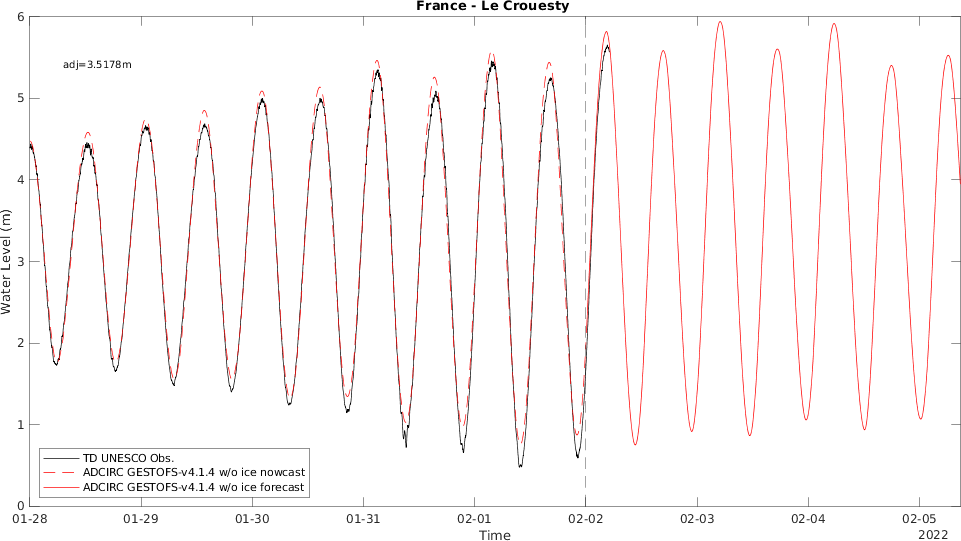 France - Le Crouesty
adj=3.5178m
Water Level (m)
6
5
4
3
2
1
0
TD UNESCO Obs.
ADCIRC GESTOFS-v4.1.4 w/o ice nowcast
ADCIRC GESTOFS-v4.1.4 w/o ice forecast
01-28 01-29 01-30 01-31 02-01 02-02 02-03 02-04 02-05
Time
2022